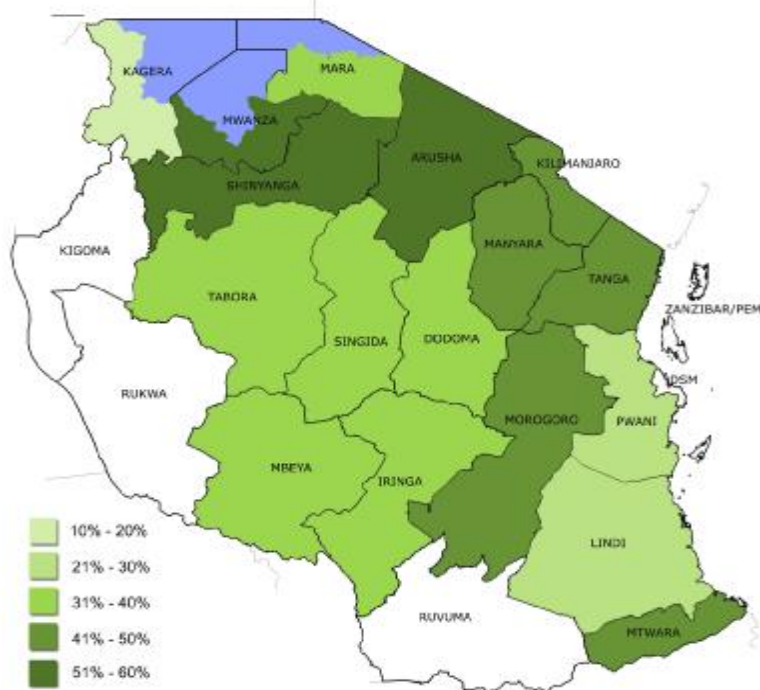 KAGERA
MARA
MWANZA
ARUSHA
KILIMANJARO
SHINYANGA
KIGOMA
MANYARA
TANGA
TABORA
ZANZIBAR/PEM
SINGIDA
DODOMA
DSM
RUKWA
MOROGORO
PWANI
MBEYA
IRINGA
LINDI
RUVUMA
MTWARA
10% - 20%
21% - 30%
31% - 40%
41% - 50%
51% - 60%